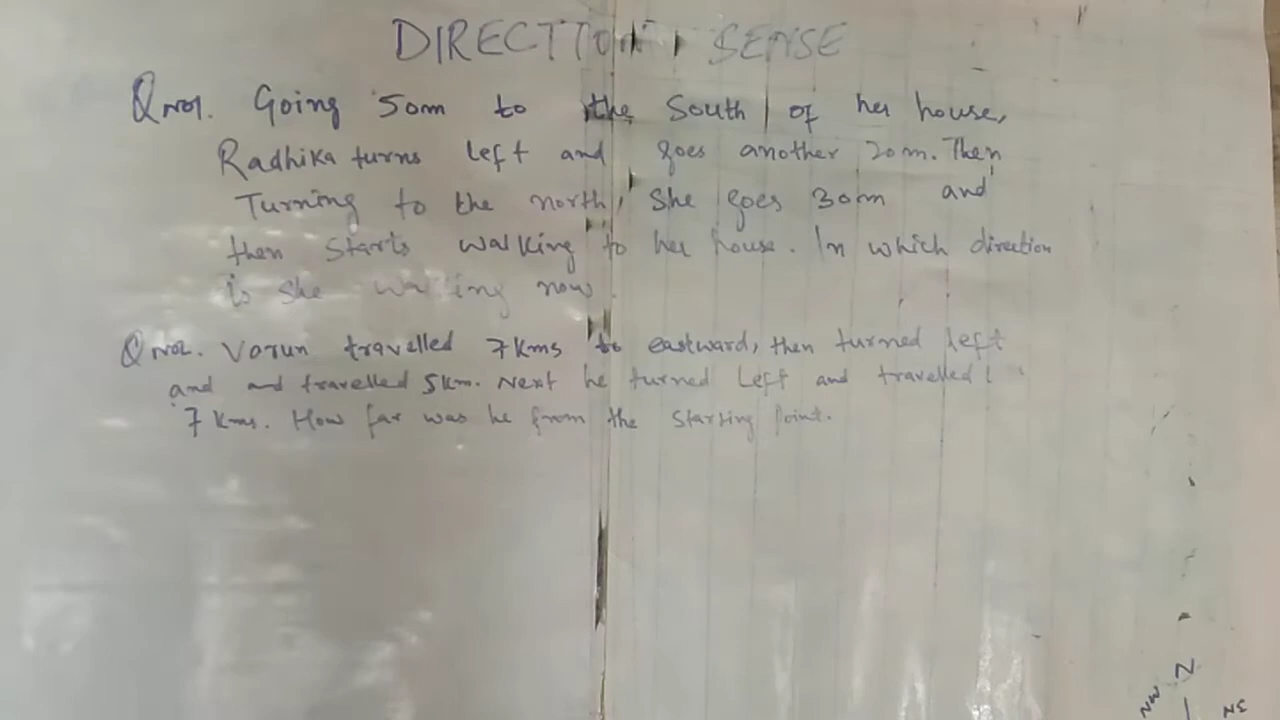 DIRECTION SENSE
Q no1. Going 50m to the South of her house,
Radhika turns left and goes another 20m. Then
Turning to the north, She goes 30m and
then Starts walking to her house. In which direction
is she walking now.
Q no2. Varun travelled 7kms to eastward, then turned left
and and travelled 5km. Next he turned Left and travelled
7 kms. How far was he from the Starting Point.
N
NW
NE